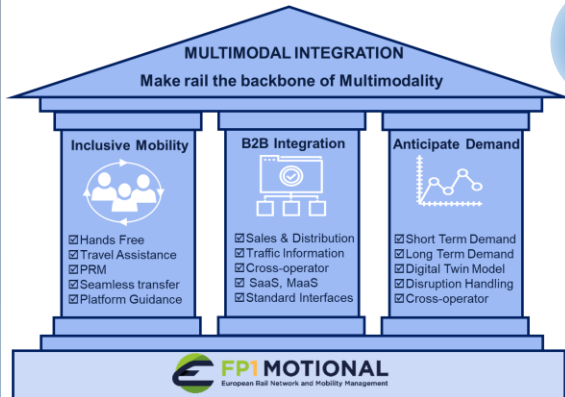 MULTIMODAL INTEGRATION
Make rail the backbone of Multimodality
Inclusive Mobility
☑Hands Free
☑Travel Assistance
☑PRM
☑Seamless transfer
☑Platform Guidance
B2B Integration
☑Sales & Distribution
☑Traffic Information
☑Cross-operator
☑ SaaS, MaaS
☑Standard Interfaces
Anticipate Demand
☑Short Term Demand
☑Long Term Demand
☑Digital Twin Model
☑Disruption Handling
☑Cross-operator
FP1 MOTIONAL
European Rail Network and Mobility Management